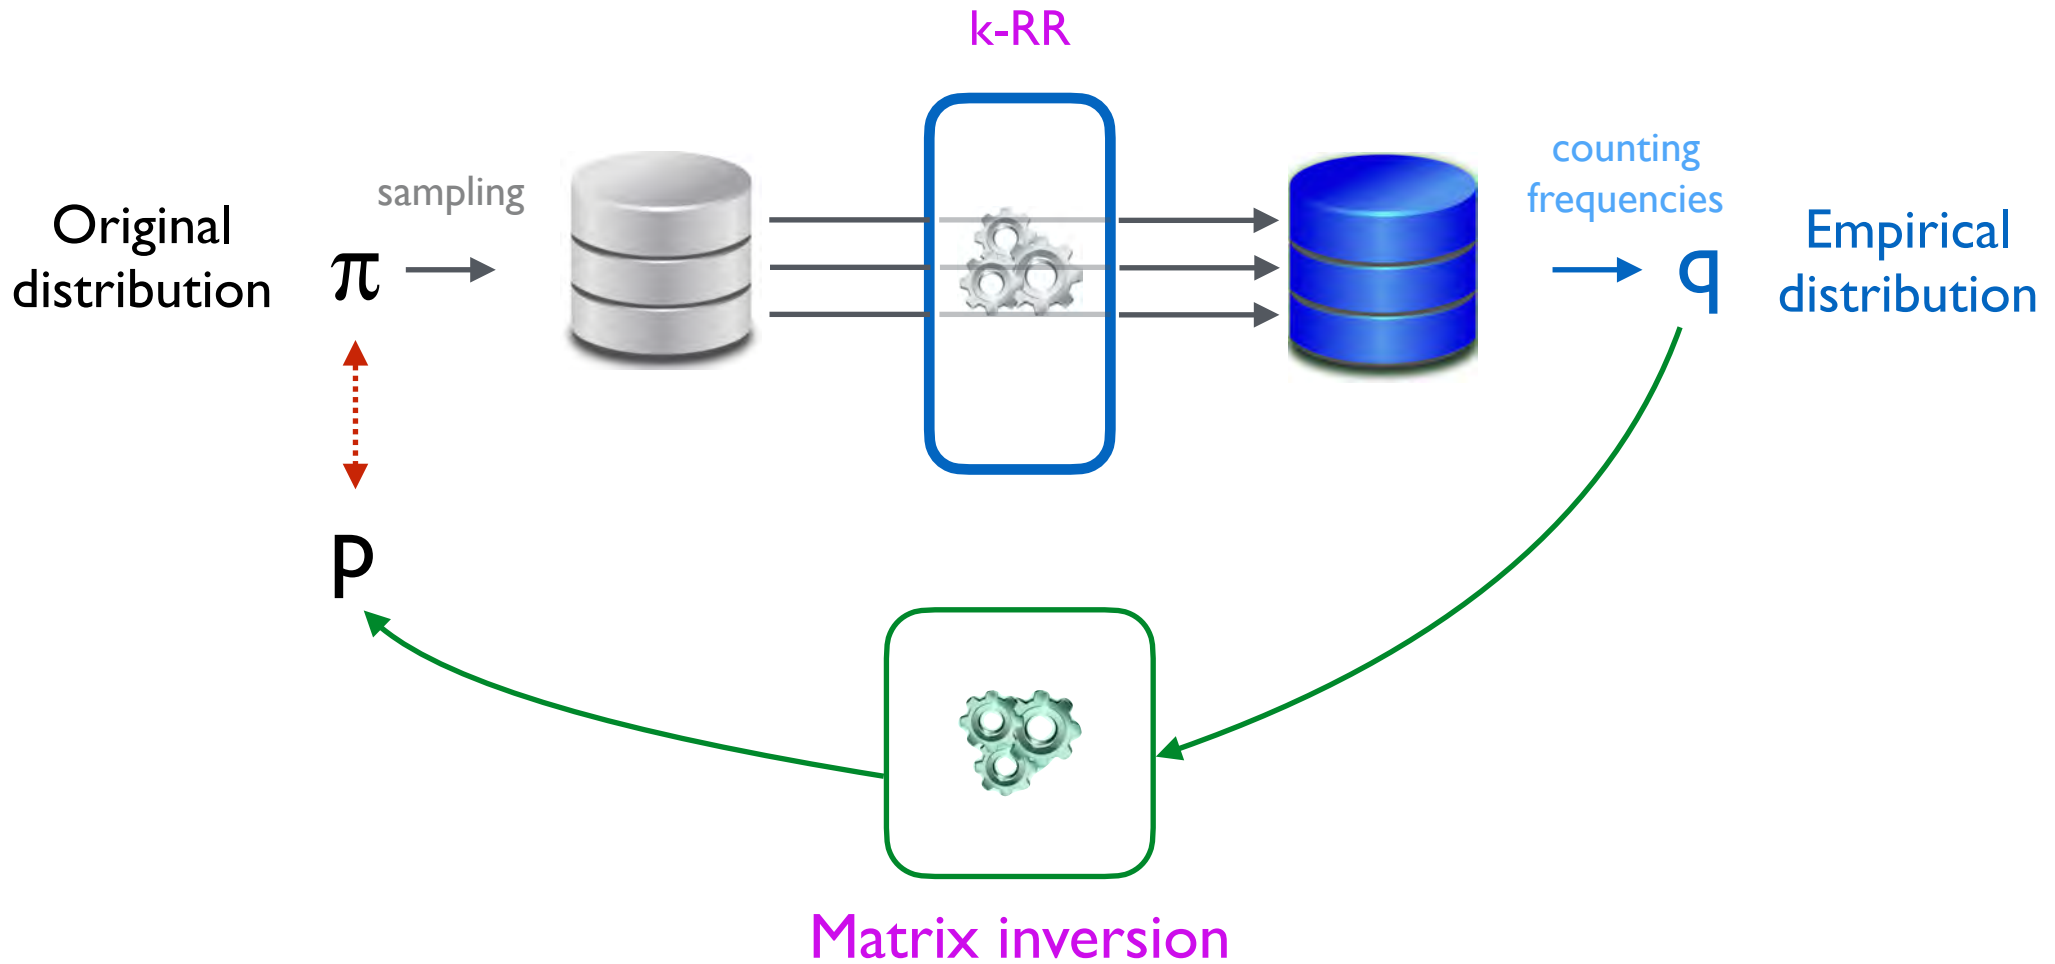 k-RR
Original
distribution
π
sampling
counting
frequencies
q
Empirical
distribution
p
Matrix inversion